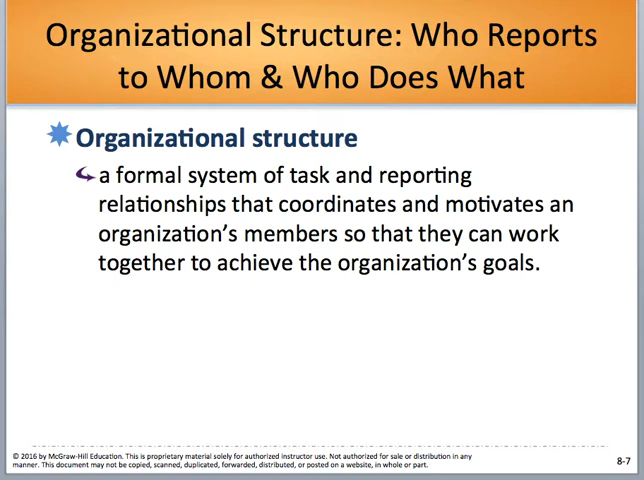 Organizational Structure: Who Reports
to Whom & Who Does What
Organizational structure
a formal system of task and reporting
relationships that coordinates and motivates an
organization's members so that they can work
together to achieve the organization's goals.
© 2016 by McGraw-Hill Education. This is proprietary material solely for authorized instructor use. Not authorized for sale or distribution in any
manner. This document may not be copied, scanned, duplicated, forwarded, distributed, or posted on a website, in whole or part.
8-7